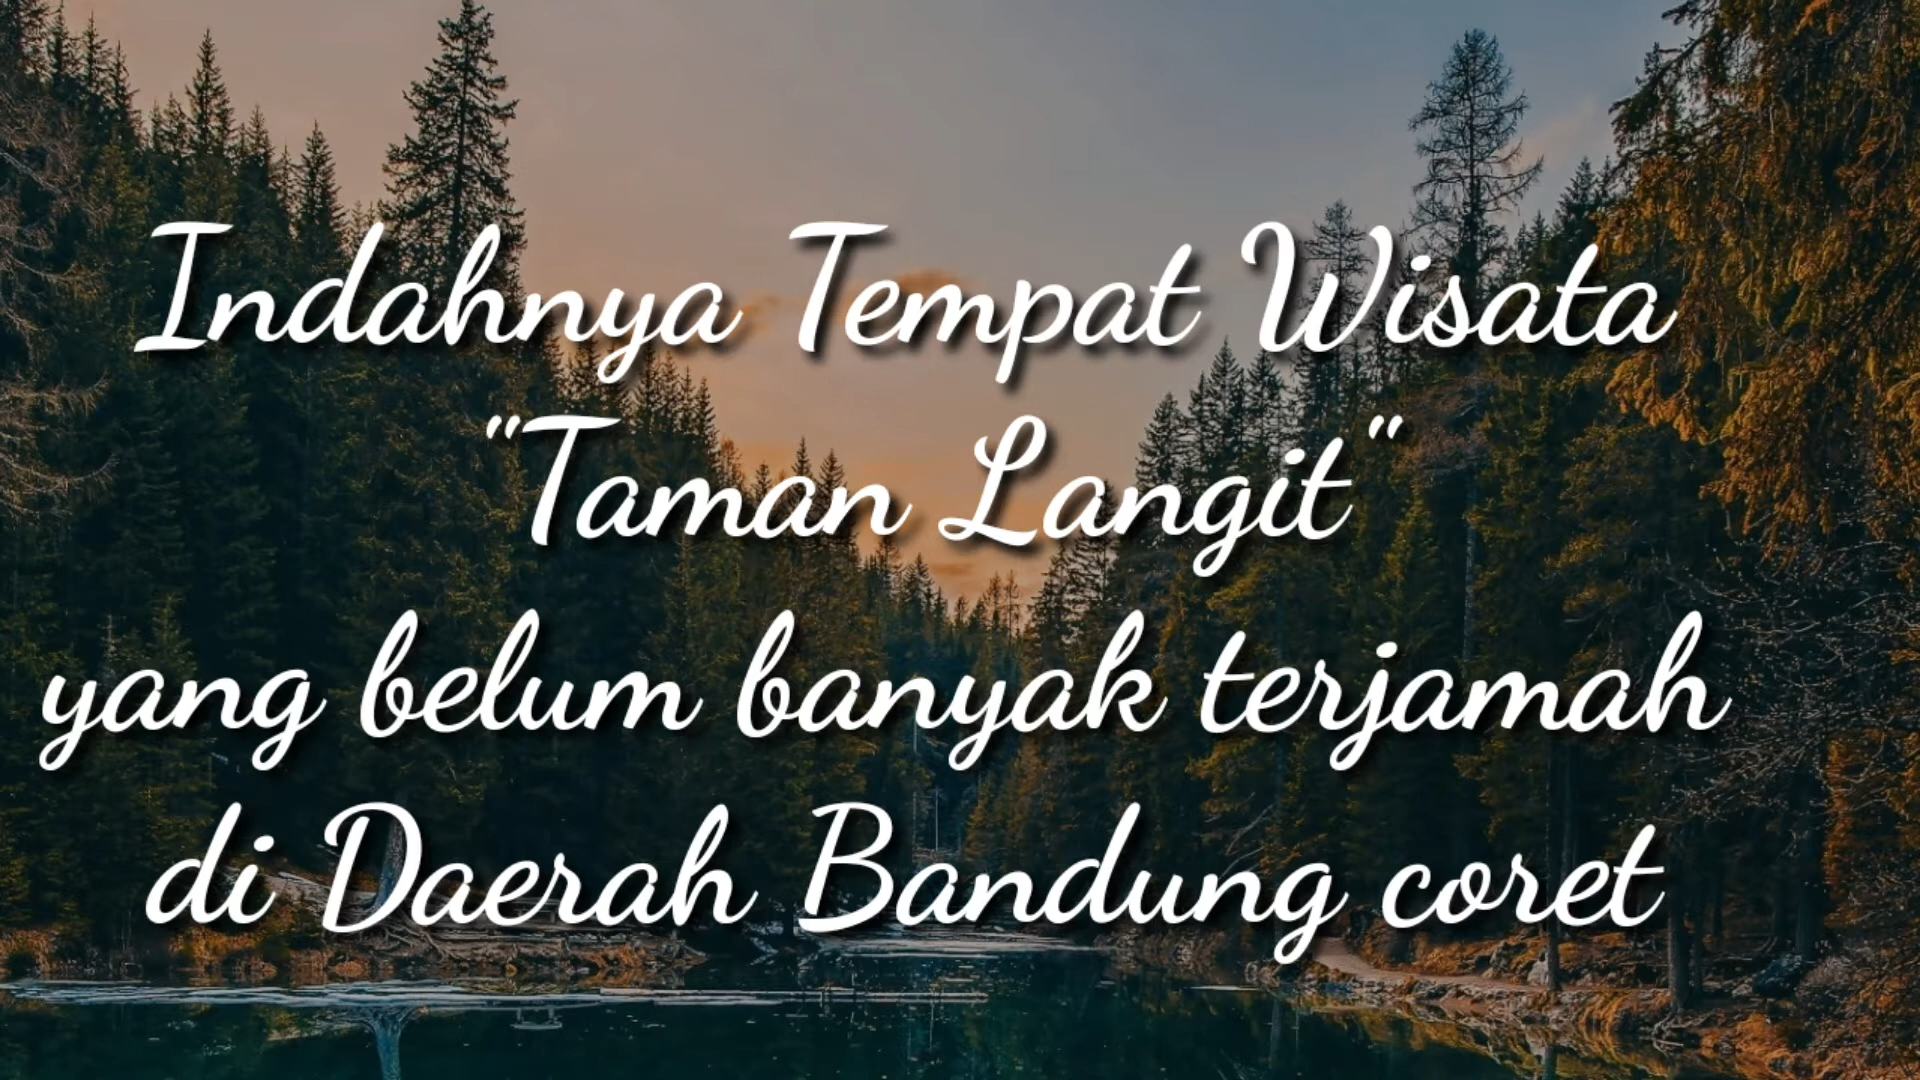 Indahnya Tempat Wisata
"Taman Langit"
yang belum banyak terjamah
di Daerah Bandung coret